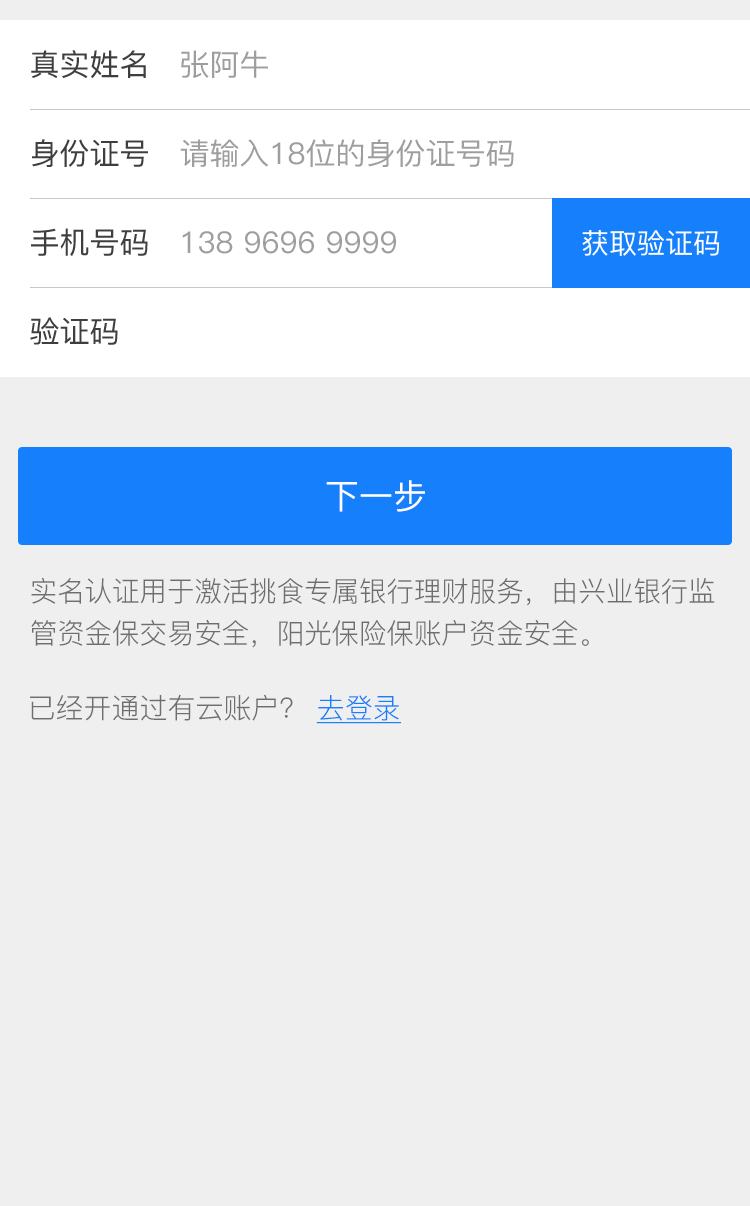 真实姓名 张阿牛
身份证号 请输入18位的身份证号码
手机号码 138 9696 9999 获取验证码
验证码
下一步
实名认证用于激活挑食专属银行理财服务，由兴业银行监
管资金保交易安全，阳光保险保账户资金安全。
已经开通过有云账户？ 去登录